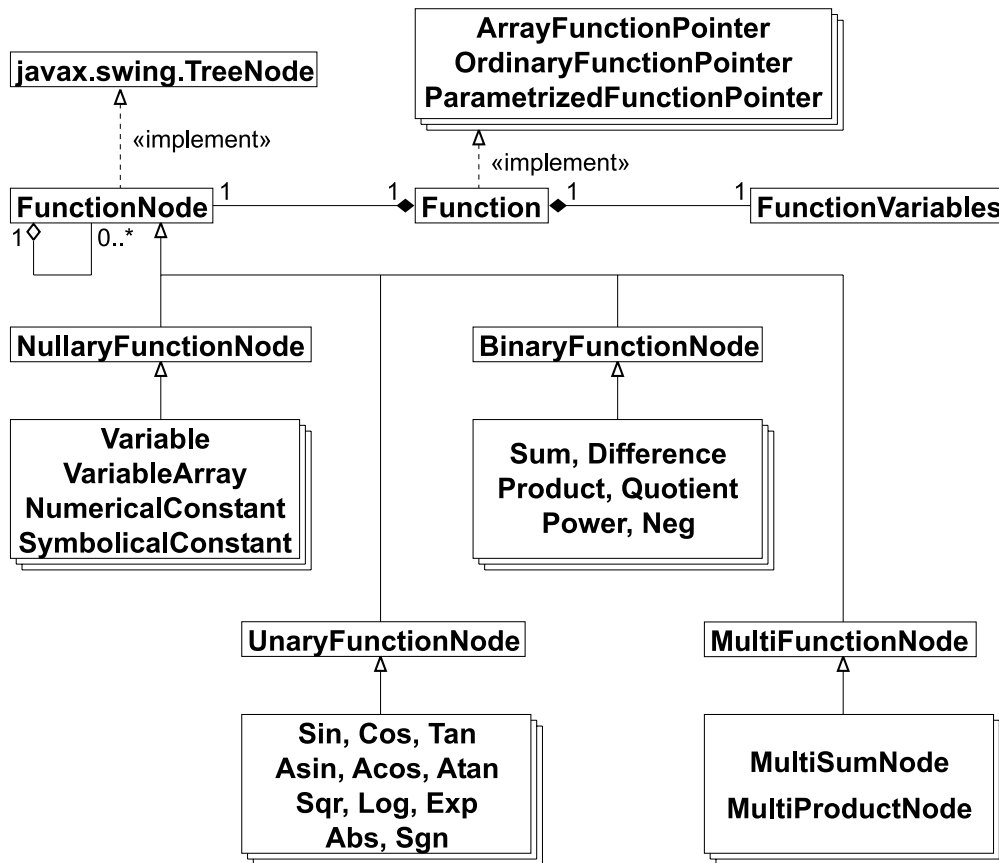 ArrayFunctionPointer
OrdinaryFunctionPointer
ParametrizedFunctionPointer
javax.swing.TreeNode
«implement»
«implement»
FunctionNode
1
1
Function
1
1
FunctionVariables
1
0..*
NullaryFunctionNode
BinaryFunctionNode
Variable
VariableArray
NumericalConstant
SymbolicalConstant
Sum, Difference
Product, Quotient
Power, Neg
UnaryFunctionNode
MultiFunctionNode
Sin, Cos, Tan
Asin, Acos, Atan
Sqr, Log, Exp
Abs, Sgn
MultiSumNode
MultiProductNode